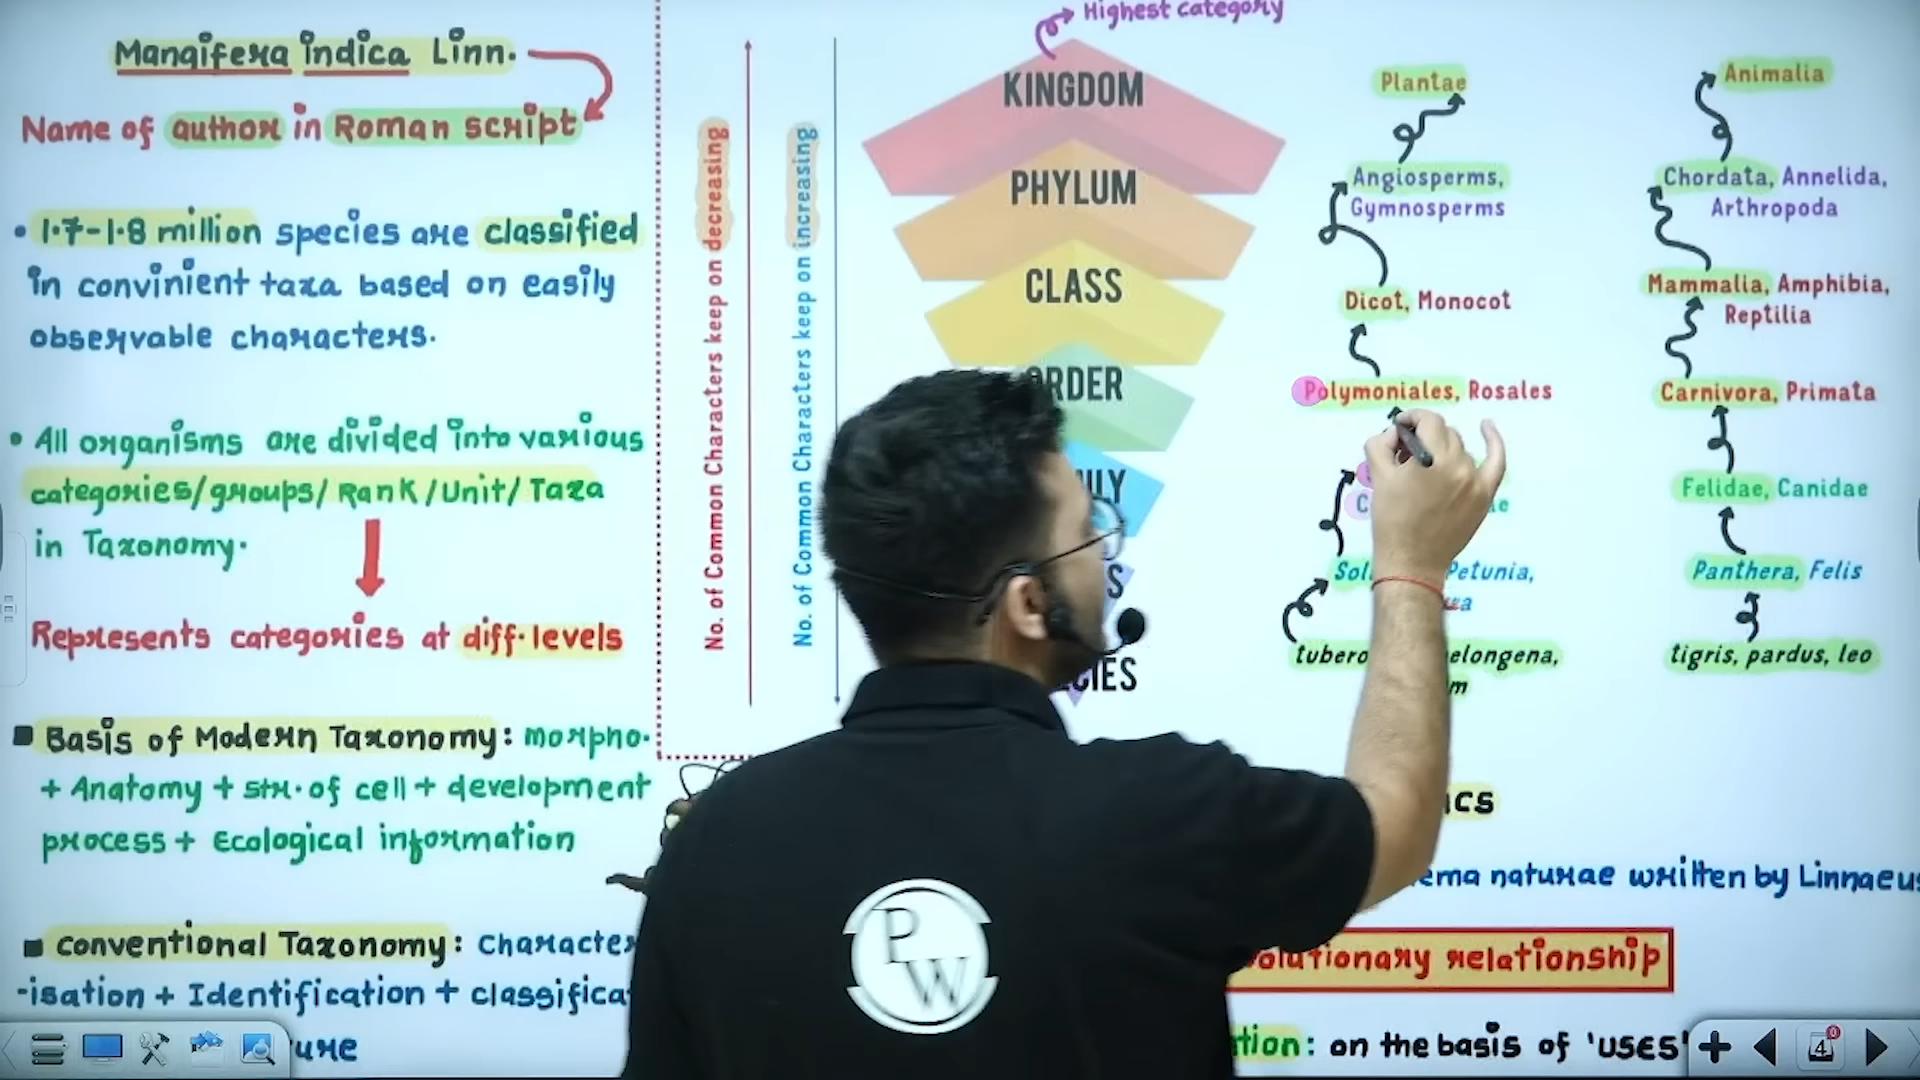 Mangifera indica Linn.
Name of author in Roman script
• 1.7-1.8 million species are classified
in convinient taxa based on easily
observable characters.
• All organisms are divided into various
categories/groups/Rank/Unit/Taxa
in Taxonomy.
Represents categories at diff. levels
Basis of Modern Taxonomy: morpho.
+ Anatomy + str. of cell + development
process + Ecological information
Conventional Taxonomy: Character
-isation + Identification + classifica
ure
No. of Common Characters keep on decreasing
No. of Common Characters keep on increasing
Highest category
KINGDOM
PHYLUM
CLASS
ORDER
Plantae
Angiosperms,
Gymnosperms
Dicot, Monocot
Polymoniales, Rosales
Petunia,
tubero elongena,
Animalia
Chordata, Annelida,
Arthropoda
Mammalia, Amphibia,
Reptilia
Carnivora, Primata
Felidae, Canidae
Panthera, Felis
tigris, pardus, leo
ics
ema naturae written by Linnaeus
olutionary relationship
tion: on the basis of 'USES'
PW
4
0